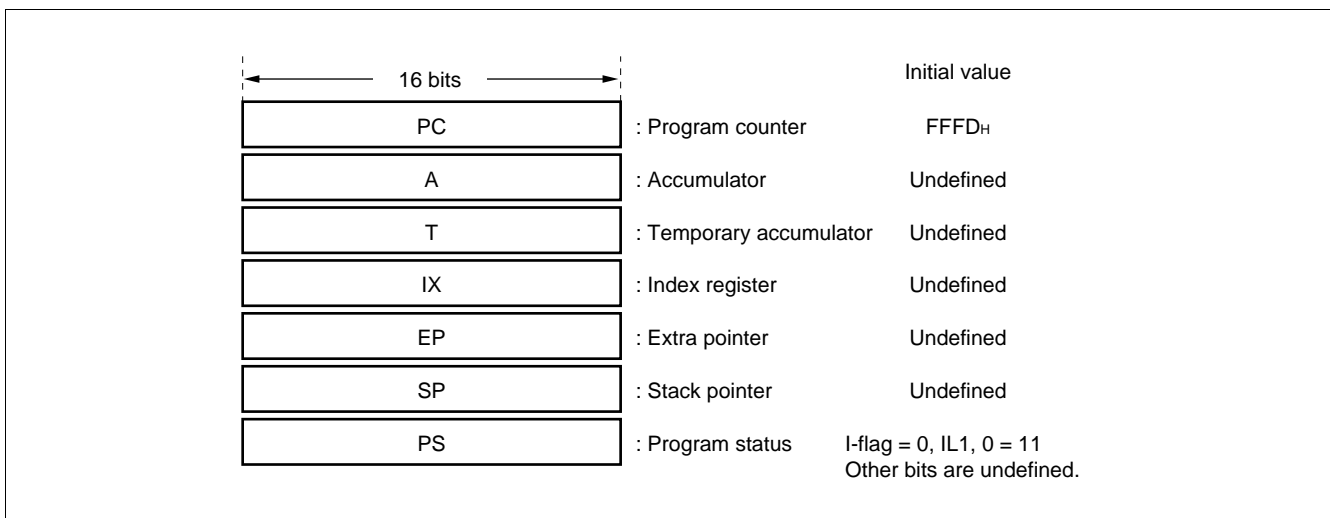 16 bits Initial value
PC : Program counter FFFDH
A : Accumulator Undefined
T : Temporary accumulator Undefined
IX : Index register Undefined
EP : Extra pointer Undefined
SP : Stack pointer Undefined
PS : Program status I-flag = 0, IL1, 0 = 11
Other bits are undefined.